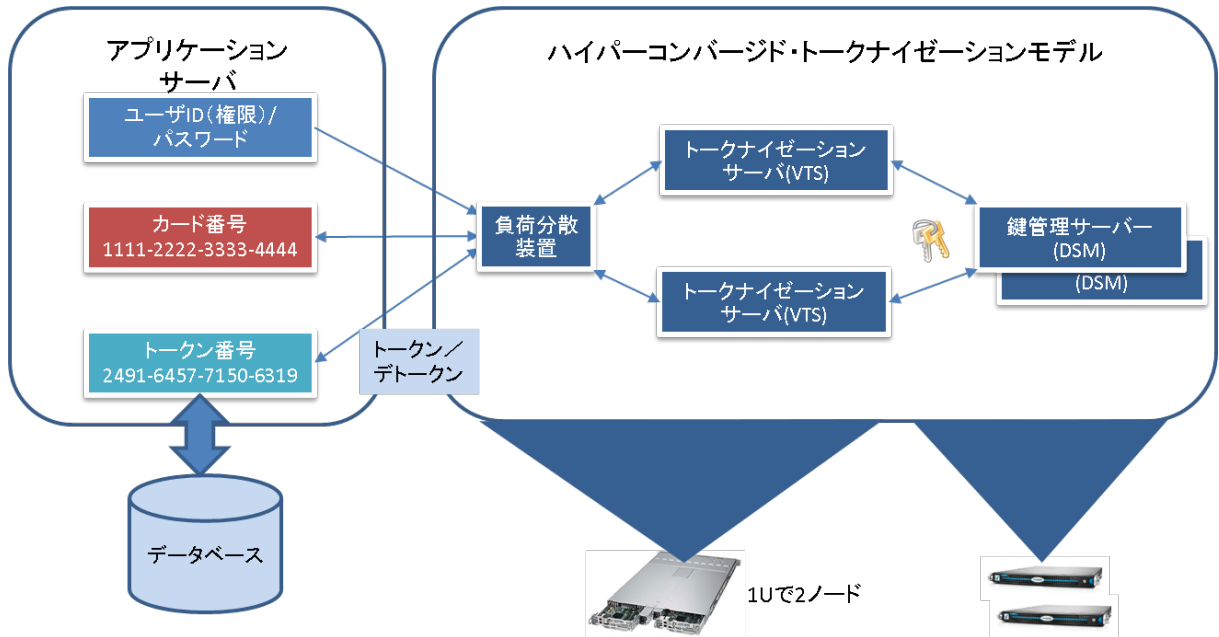 アプリケーション
サーバ
ユーザID(権限)/
パスワード
カード番号
1111-2222-3333-4444
トークン番号
2491-6457-7150-6319
データベース
トークン/
デトークン
ハイパーコンバージド・トークナイゼーションモデル
負荷分散
装置
トークナイゼーション
サーバ(VTS)
トークナイゼーション
サーバ(VTS)
鍵管理サーバー
(DSM)
(DSM)
1Uで2ノード